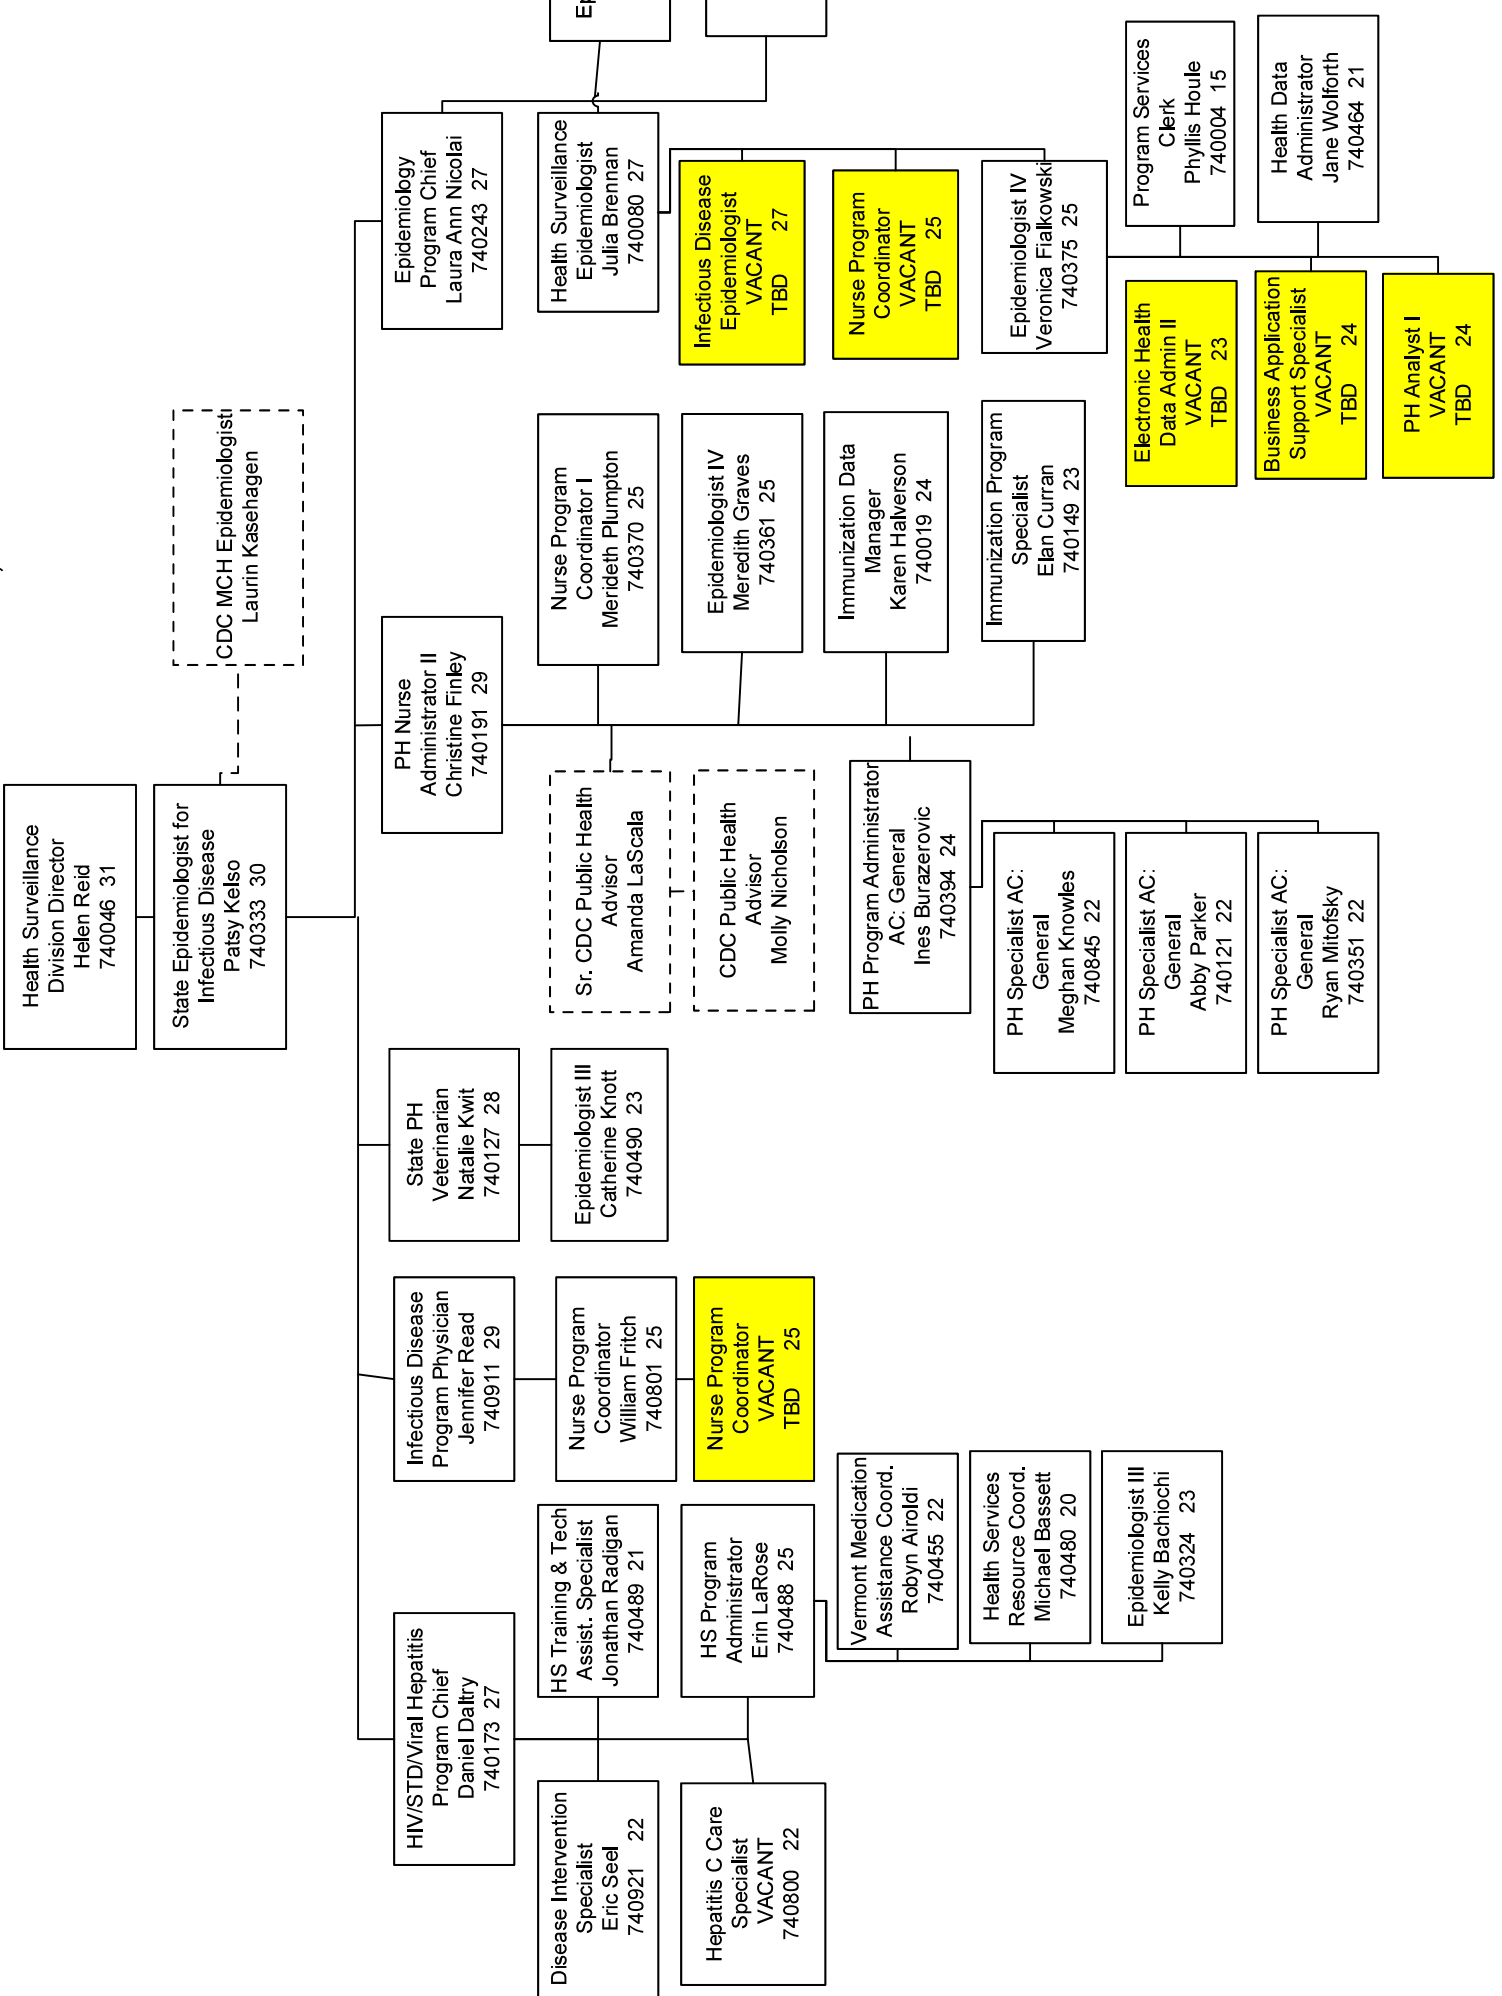 Health Surveillance
Division Director
Helen Reid
740046 31
State Epidemiologist for
Infectious Disease
Patsy Kelso
740333 30
CDC MCH Epidemiologist
Laurin Kasehagen
HIV/STD/Viral Hepatitis
Program Chief
Daniel Daltry
740173 27
Infectious Disease
Program Physician
Jennifer Read
740911 29
State PH
Veterinarian
Natalie Kwit
740127 28
PH Nurse
Administrator II
Christine Finley
740191 29
Epidemiology
Program Chief
Laura Ann Nicolai
740243 27
Disease Intervention
Specialist
Eric Seel
740921 22
HS Training & Tech
Assist. Specialist
Jonathan Radigan
740489 21
Hepatitis C Care
Specialist
VACANT
740800 22
HS Program
Administrator
Erin LaRose
740488 25
Vermont Medication
Assistance Coord.
Robyn Airoldi
740455 22
Health Services
Resource Coord.
Michael Bassett
740480 20
Epidemiologist III
Kelly Bachiochi
740324 23
Nurse Program
Coordinator
William Fritch
740801 25
Nurse Program
Coordinator
VACANT
TBD 25
Epidemiologist III
Catherine Knott
740490 23
Sr. CDC Public Health
Advisor
Amanda LaScala
CDC Public Health
Advisor
Molly Nicholson
PH Program Administrator
AC: General
Ines Burazerovic
740394 24
PH Specialist AC:
General
Meghan Knowles
740845 22
PH Specialist AC:
General
Abby Parker
740121 22
PH Specialist AC:
General
Ryan Mitofsky
740351 22
Nurse Program
Coordinator I
Merideth Plumpton
740370 25
Epidemiologist IV
Meredith Graves
740361 25
Immunization Data
Manager
Karen Halverson
740019 24
Immunization Program
Specialist
Elan Curran
740149 23
Health Surveillance
Epidemiologist
Julia Brennan
740080 27
Infectious Disease
Epidemiologist
VACANT
TBD 27
Nurse Program
Coordinator
VACANT
TBD 25
Epidemiologist IV
Veronica Fialkowski
740375 25
Electronic Health
Data Admin II
VACANT
TBD 23
Business Application
Support Specialist
VACANT
TBD 24
PH Analyst I
VACANT
TBD 24
Program Services
Clerk
Phyllis Houle
740004 15
Health Data
Administrator
Jane Wolforth
740464 21